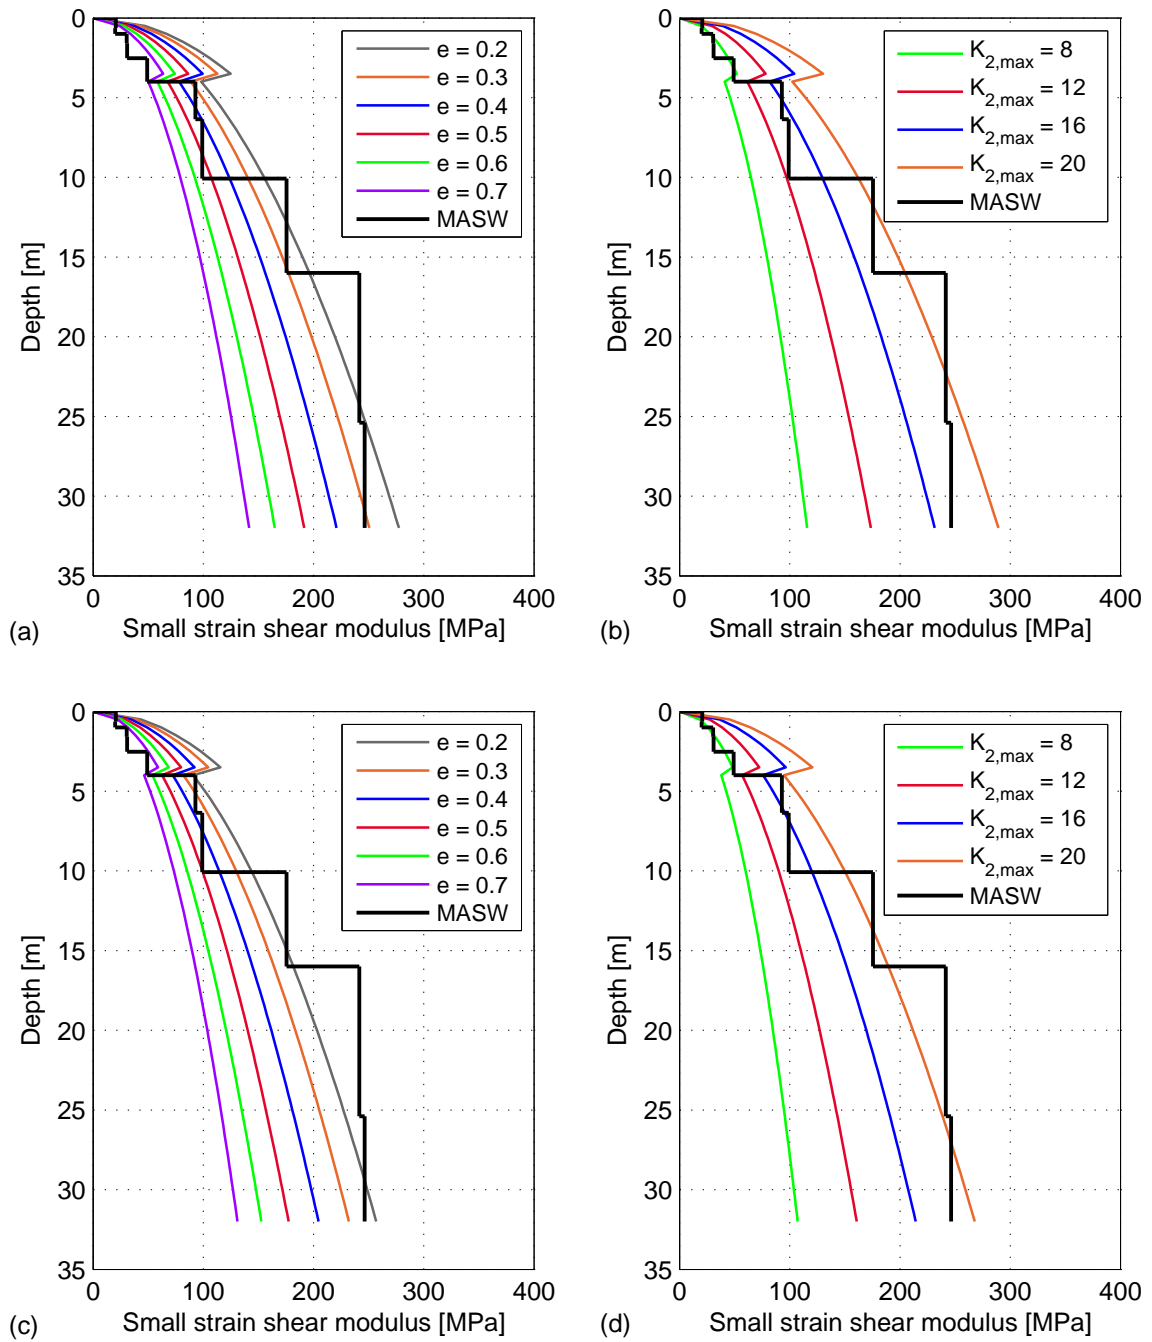 0
5
10
15
20
25
30
35
0
100
200
300
400
Depth [m]
Small strain shear modulus [MPa]
(a)
e = 0.2
e = 0.3
e = 0.4
e = 0.5
e = 0.6
e = 0.7
MASW
0
5
10
15
20
25
30
35
0
100
200
300
400
Depth [m]
Small strain shear modulus [MPa]
(b)
K2,max = 8
K2,max = 12
K2,max = 16
K2,max = 20
MASW
0
5
10
15
20
25
30
35
0
100
200
300
400
Depth [m]
Small strain shear modulus [MPa]
(c)
e = 0.2
e = 0.3
e = 0.4
e = 0.5
e = 0.6
e = 0.7
MASW
0
5
10
15
20
25
30
35
0
100
200
300
400
Depth [m]
Small strain shear modulus [MPa]
(d)
K2,max = 8
K2,max = 12
K2,max = 16
K2,max = 20
MASW